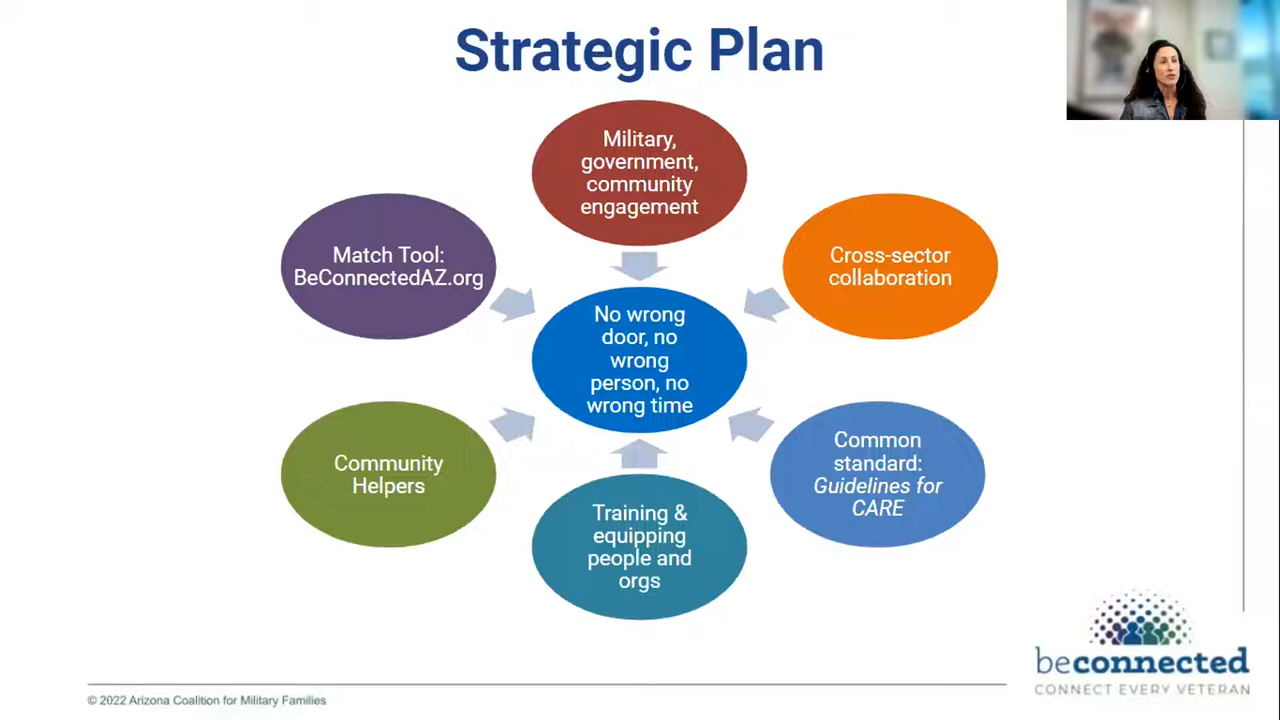 Strategic Plan
Military,
government,
community
engagement
Match Tool:
BeConnectedAZ.org
Cross-sector
collaboration
No wrong
door, no
wrong
person, no
wrong time
Community
Helpers
Common
standard:
Guidelines for
CARE
Training &
equipping
people and
orgs
beconnected
CONNECT EVERY VETERAN
© 2022 Arizona Coalition for Military Families